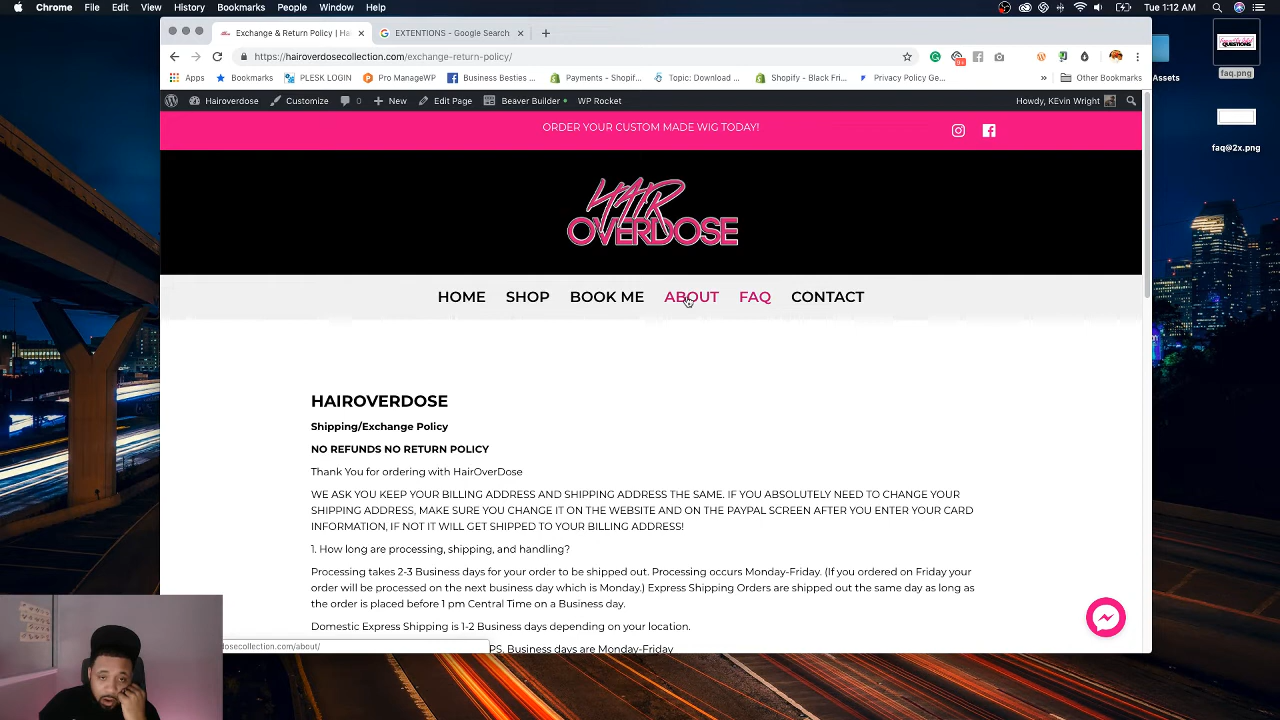 Chrome File Edit View History Bookmarks People Window Help
Tue 1:12 AM
Exchange & Return Policy | Ha
EXTENTIONS - Google Search
https://hairoverdosecollection.com/exchange-return-policy/
Apps Bookmarks PLESK LOGIN Pro ManageWP Business Besties -... Payments - Shopif... Topic: Download ... Shopify - Black Fri... Privacy Policy Ge... » Other Bookmarks
Hairoverdose Customize 0 New Edit Page Beaver Builder WP Rocket Howdy, KEvin Wright
ORDER YOUR CUSTOM MADE WIG TODAY!
HAIR
OVERDOSE
HOME SHOP BOOK ME ABOUT FAQ CONTACT
HAIROVERDOSE
Shipping/Exchange Policy
NO REFUNDS NO RETURN POLICY
Thank You for ordering with HairOverDose
WE ASK YOU KEEP YOUR BILLING ADDRESS AND SHIPPING ADDRESS THE SAME. IF YOU ABSOLUTELY NEED TO CHANGE YOUR
SHIPPING ADDRESS, MAKE SURE YOU CHANGE IT ON THE WEBSITE AND ON THE PAYPAL SCREEN AFTER YOU ENTER YOUR CARD
INFORMATION, IF NOT IT WILL GET SHIPPED TO YOUR BILLING ADDRESS!
1. How long are processing, shipping, and handling?
Processing takes 2-3 Business days for your order to be shipped out. Processing occurs Monday-Friday. (If you ordered on Friday your
order will be processed on the next business day which is Monday.) Express Shipping Orders are shipped out the same day as long as
the order is placed before 1 pm Central Time on a Business day.
Domestic Express Shipping is 1-2 Business days depending on your location.
dosecollection.com/about/
PS. Business days are Monday-Friday
QUESTIONS
faq.png
Assets
faq@2x.png